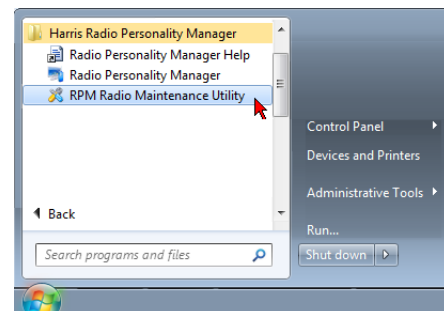 Harris Radio Personality Manager
Radio Personality Manager Help
Radio Personality Manager
RPM Radio Maintenance Utility
Back
Search programs and files
Control Panel
Devices and Printers
Administrative Tools
Run...
Shut down